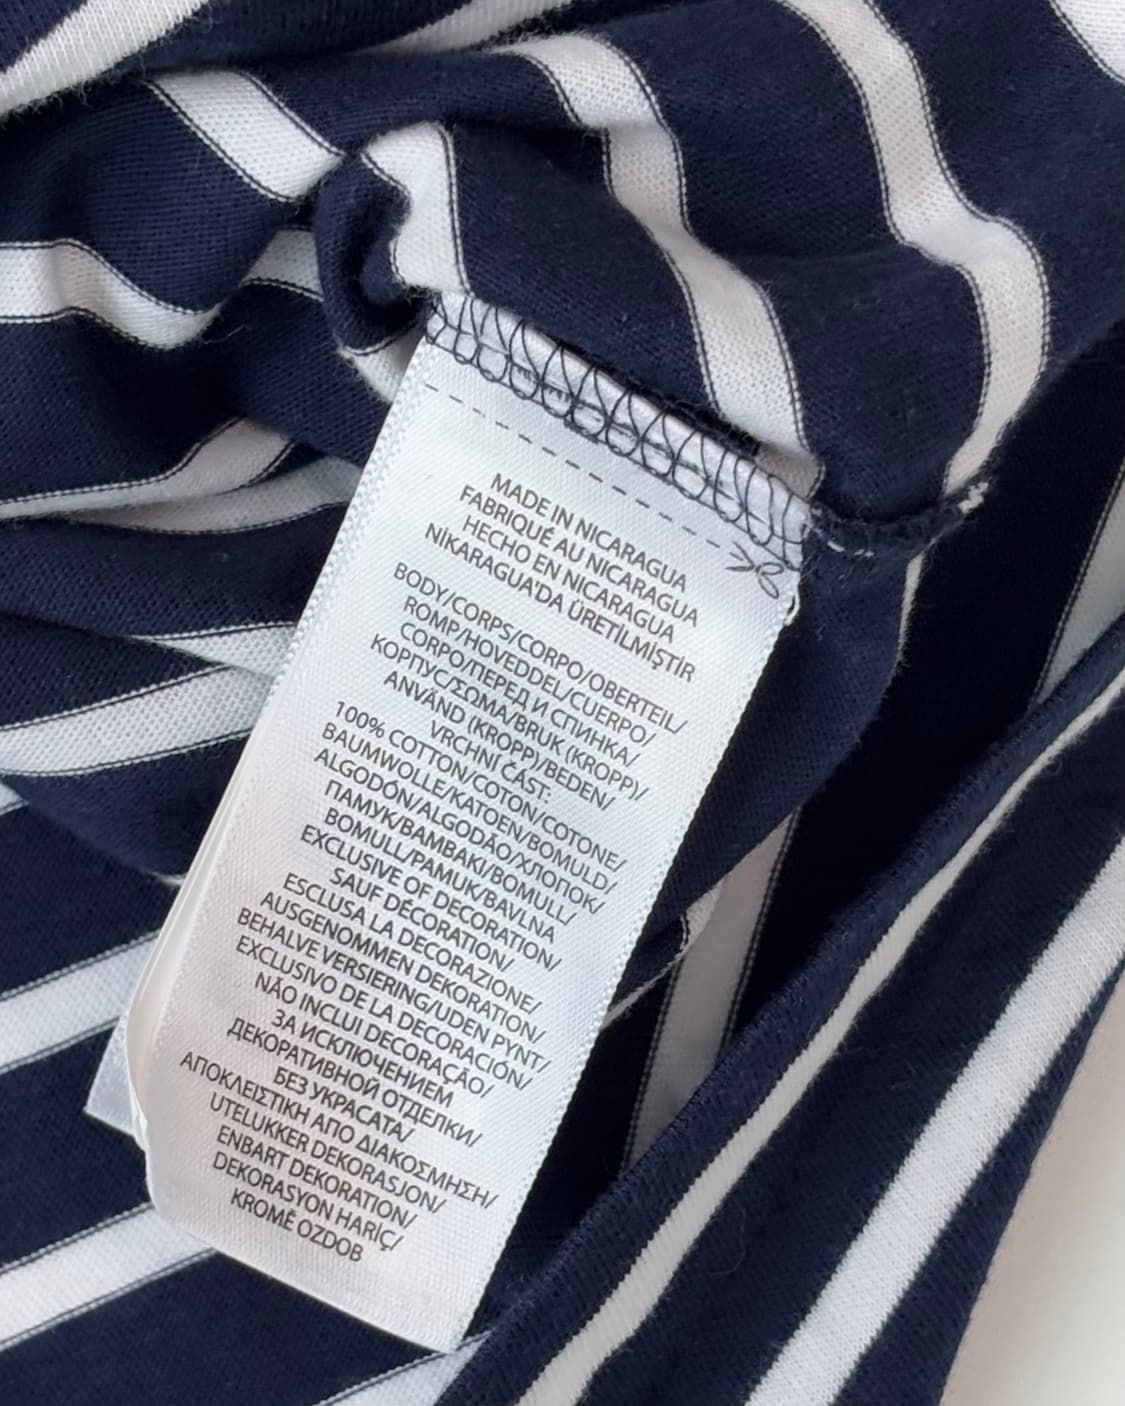 MADE IN NICARAGUA
FABRIQUÉ AU NICARAGUA
HECHO EN NICARAGUA
NİKARAGUA'DA ÜRETİLMİŞTİR
BODY/CORPS/CORPO/OBERTEIL/
ROMP/HOVEDDEL/CUERPO/
CORPO/ПЕРЕД И СПИНКА/
КОРПУС/ΣΩΜΑ/BRUK (KROPP)/
ANVÄND (KROPP)/BEDEN/
VRCHNÍ ČÁST:
100% COTTON/COTON/COTONE/
BAUMWOLLE/KATOEN/BOMULD/
ALGODÓN/ALGODÃO/ХЛОПОК/
ПАМУК/ΒΑΜΒΑΚΙ/BOMULL/
BOMULL/PAMUK/BAVLNA
EXCLUSIVE OF DECORATION/
SAUF DÉCORATION/
ESCLUSA LA DECORAZIONE/
AUSGENOMMEN DEKORATION/
BEHALVE VERSIERING/UDEN PYNT/
EXCLUSIVO DE LA DECORACIÓN/
NÃO INCLUI DECORAÇÃO/
ЗА ИСКЛЮЧЕНИЕМ
ДЕКОРАТИВНОЙ ОТДЕЛКИ/
БЕЗ УКРАСАТА/
ΑΠΟΚΛΕΙΣΤΙΚΗ ΑΠΟ ΔΙΑΚΟΣΜΗΣΗ/
UTELUKKER DEKORASJON/
ENBART DEKORATION/
DEKORASYON HARİÇ/
KROMĚ OZDOB